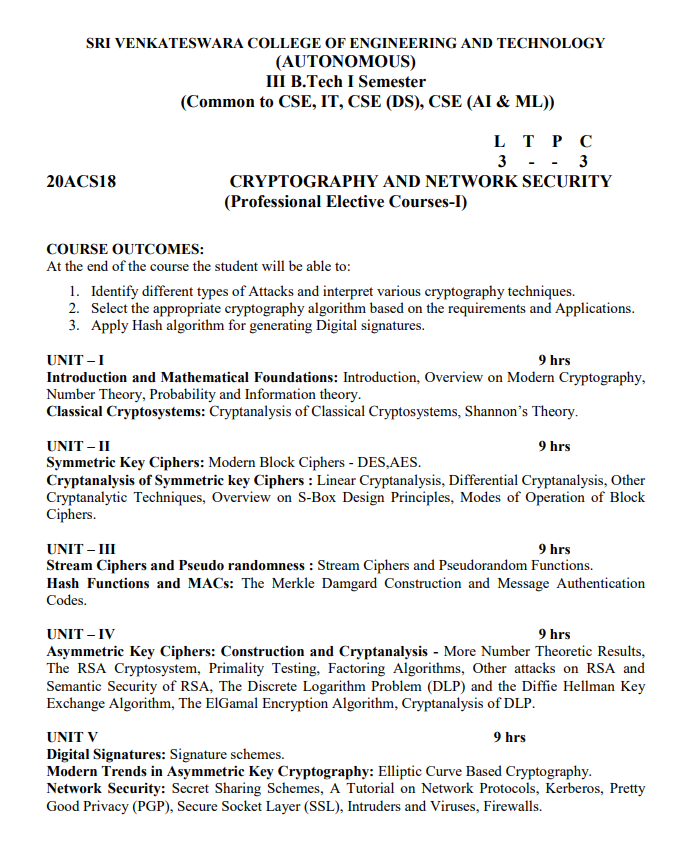 SRI VENKATESWARA COLLEGE OF ENGINEERING AND TECHNOLOGY
(AUTONOMOUS)
III B.Tech I Semester
(Common to CSE, IT, CSE (DS), CSE (AI & ML))
L T P C
3 - - 3
20ACS18 CRYPTOGRAPHY AND NETWORK SECURITY
(Professional Elective Courses-I)
COURSE OUTCOMES:
At the end of the course the student will be able to:
1. Identify different types of Attacks and interpret various cryptography techniques.
2. Select the appropriate cryptography algorithm based on the requirements and Applications.
3. Apply Hash algorithm for generating Digital signatures.
UNIT – I 9 hrs
Introduction and Mathematical Foundations: Introduction, Overview on Modern Cryptography,
Number Theory, Probability and Information theory.
Classical Cryptosystems: Cryptanalysis of Classical Cryptosystems, Shannon’s Theory.
UNIT – II 9 hrs
Symmetric Key Ciphers: Modern Block Ciphers - DES,AES.
Cryptanalysis of Symmetric key Ciphers : Linear Cryptanalysis, Differential Cryptanalysis, Other
Cryptanalytic Techniques, Overview on S-Box Design Principles, Modes of Operation of Block
Ciphers.
UNIT – III 9 hrs
Stream Ciphers and Pseudo randomness : Stream Ciphers and Pseudorandom Functions.
Hash Functions and MACs: The Merkle Damgard Construction and Message Authentication
Codes.
UNIT – IV 9 hrs
Asymmetric Key Ciphers: Construction and Cryptanalysis - More Number Theoretic Results,
The RSA Cryptosystem, Primality Testing, Factoring Algorithms, Other attacks on RSA and
Semantic Security of RSA, The Discrete Logarithm Problem (DLP) and the Diffie Hellman Key
Exchange Algorithm, The ElGamal Encryption Algorithm, Cryptanalysis of DLP.
UNIT V 9 hrs
Digital Signatures: Signature schemes.
Modern Trends in Asymmetric Key Cryptography: Elliptic Curve Based Cryptography.
Network Security: Secret Sharing Schemes, A Tutorial on Network Protocols, Kerberos, Pretty
Good Privacy (PGP), Secure Socket Layer (SSL), Intruders and Viruses, Firewalls.